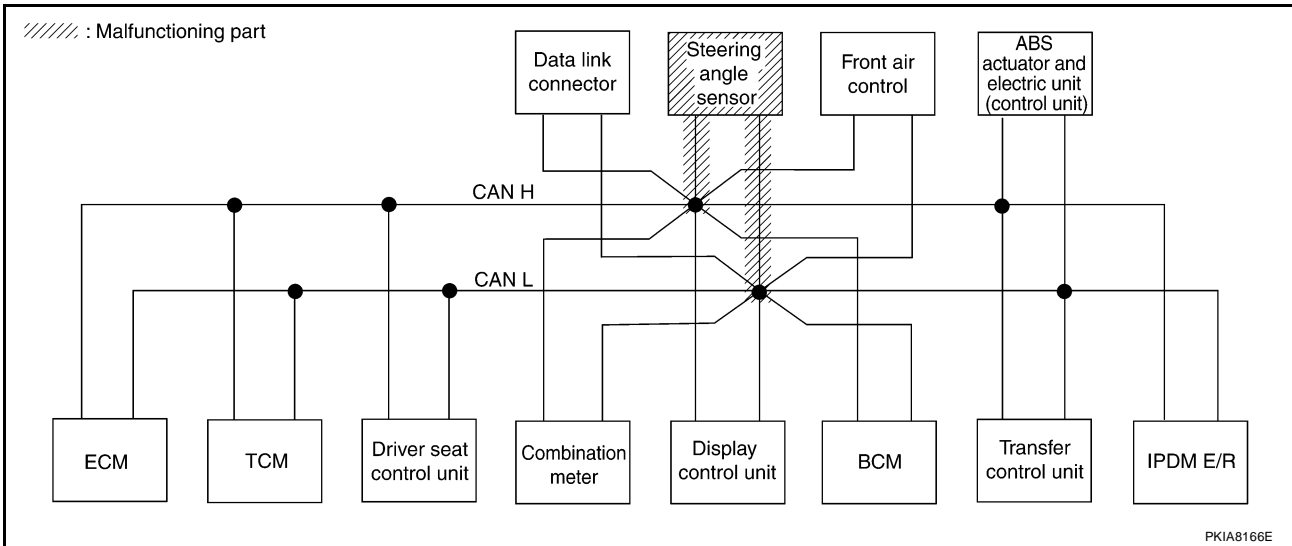 : Malfunctioning part
Data link
connector
Steering
angle
sensor
Front air
control
ABS
actuator and
electric unit
(control unit)
CAN H
CAN L
ECM
TCM
Driver seat
control unit
Combination
meter
Display
control unit
BCM
Transfer
control unit
IPDM E/R
PKIA8166E